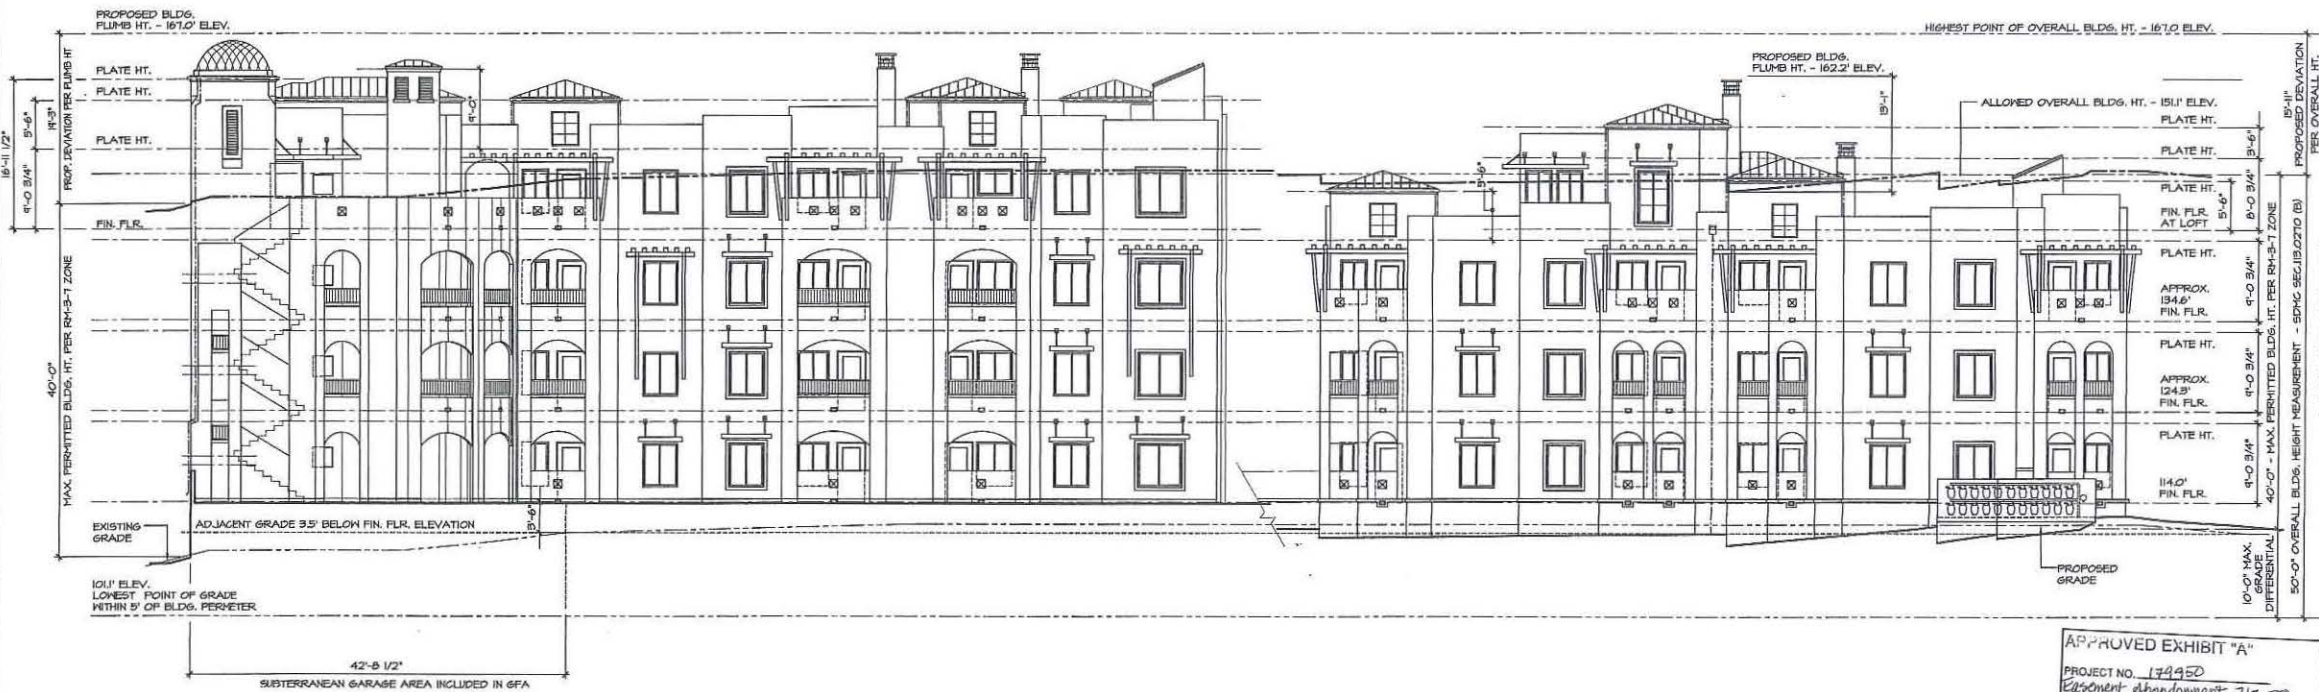 PROPOSED BLDG.
PLUMB HT. - 167.0' ELEV.
PLATE HT.
PLATE HT.
PLATE HT.
FIN. FLR.
16'-11 1/2"
5'-6"
9'-0 3/4"
PROP. DEVIATION PER PLUMB HT
40'-0"
MAX. PERMITTED BLDG. HT. PER RM-3-7 ZONE
9'-0"
EXISTING
GRADE
ADJACENT GRADE 3.5' BELOW FIN. FLR. ELEVATION
3'-6"
101.1' ELEV.
LOWEST POINT OF GRADE
WITHIN 5' OF BLDG. PERMETER
42'-8 1/2"
SUBTERRANEAN GARAGE AREA INCLUDED IN GFA
HIGHEST POINT OF OVERALL BLDG. HT. - 167.0 ELEV.
PROPOSED BLDG.
PLUMB HT. - 162.2' ELEV.
13'-1"
5'-6"
ALLOWED OVERALL BLDG. HT. - 151.1' ELEV.
PLATE HT.
PLATE HT.
PLATE HT.
FIN. FLR.
AT LOFT
PLATE HT.
APPROX.
134.6'
FIN. FLR.
PLATE HT.
APPROX.
124.3'
FIN. FLR.
PLATE HT.
114.0'
FIN. FLR.
3'-6"
8'-0 3/4"
5'-6"
9'-0 3/4"
9'-0 3/4"
9'-0 3/4"
40'-0" - MAX. PERMITTED BLDG. HT. PER RM-3-7 ZONE
10'-0" MAX.
GRADE
DIFFERENTIAL
15'-11"
PROPOSED DEVIATION
PER OVERALL HT.
50'-0" OVERALL BLDG. HEIGHT MEASUREMENT - SDMC SEC.113.0270 (B)
PROPOSED
GRADE
APPROVED EXHIBIT "A"
PROJECT NO. 179950
Easement Abandonment